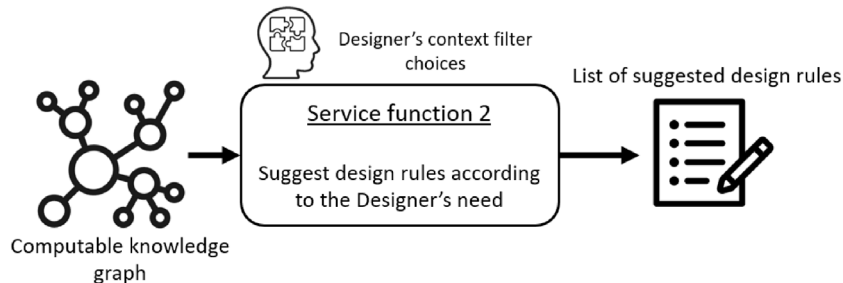 Designer's context filter
choices
List of suggested design rules
Service function 2
Suggest design rules according
to the Designer's need
Computable knowledge
graph